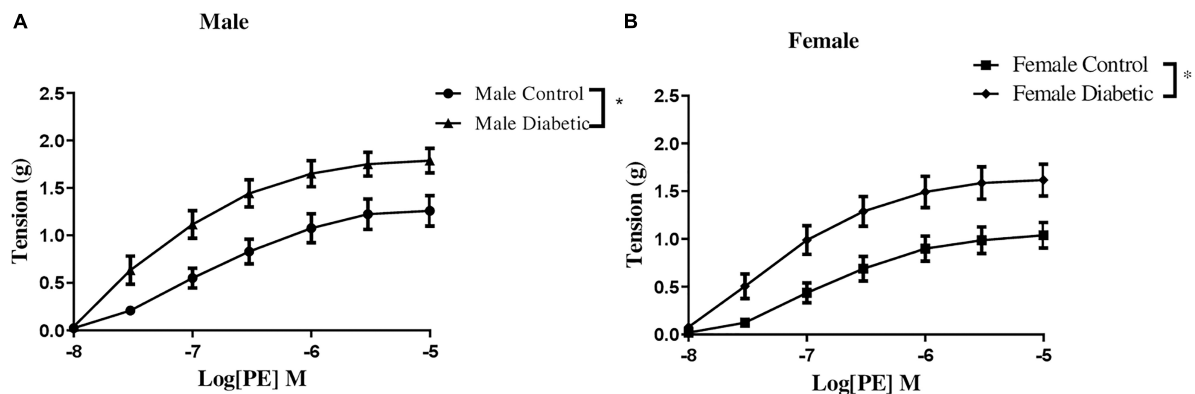 A
Male
Male Control
Male Diabetic
*
2.5
2.0
1.5
1.0
0.5
0.0
Tension (g)
-8
-7
-6
-5
Log[PE] M
B
Female
Female Control
Female Diabetic
*
2.5
2.0
1.5
1.0
0.5
0.0
Tension (g)
-8
-7
-6
-5
Log[PE] M